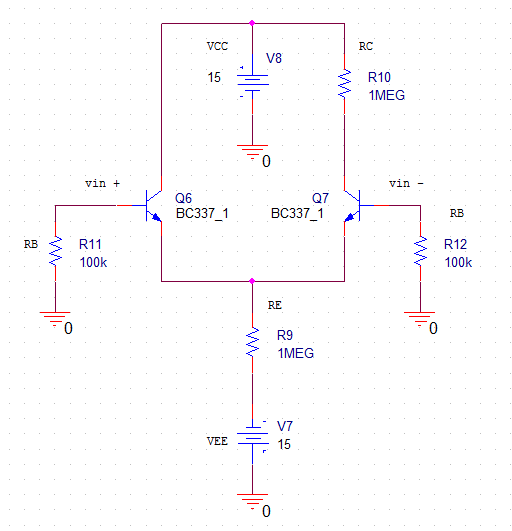 VCC
RC
V8
15
R10
1MEG
0
vin +
vin -
Q6
BC337_1
Q7
BC337_1
RB
RB
R11
100k
R12
100k
0
0
RE
R9
1MEG
V7
VEE
15
0